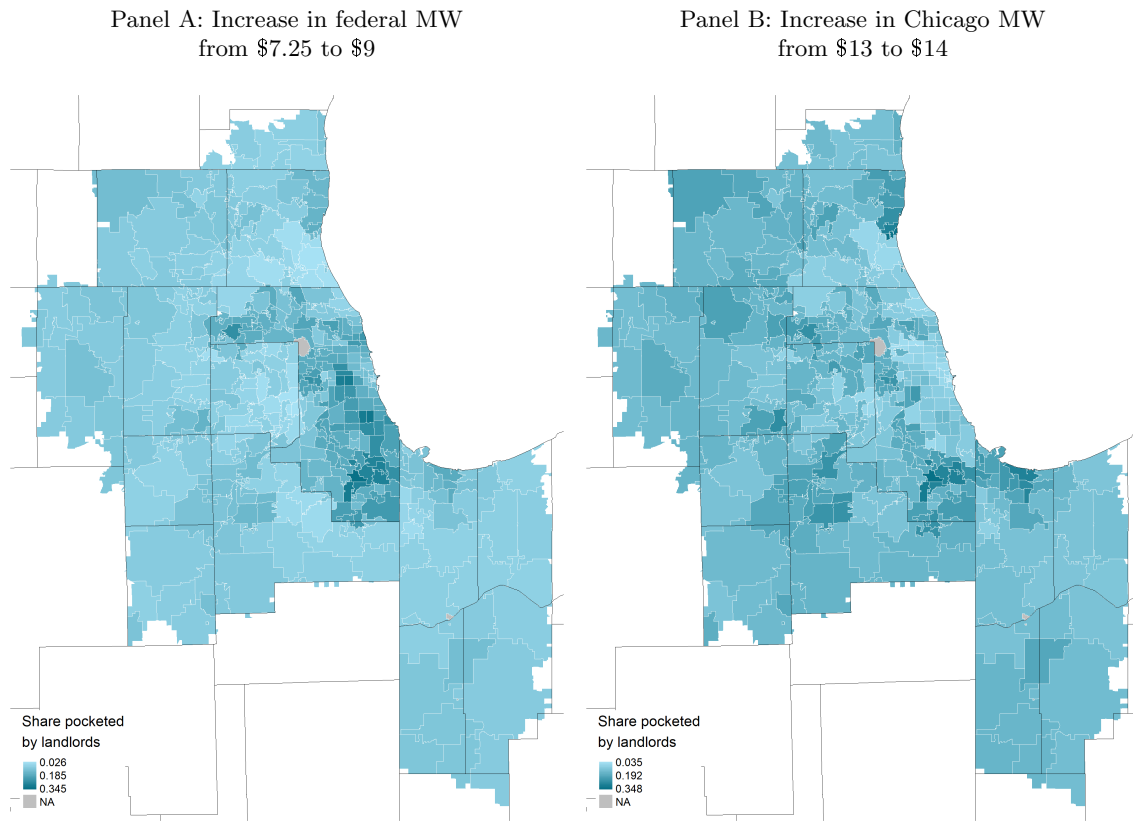 Panel A: Increase in federal MW
from $7.25 to $9
Panel B: Increase in Chicago MW
from $13 to $14
Share pocketed
by landlords
0.026
0.185
0.345
NA
Share pocketed
by landlords
0.035
0.192
0.348
NA